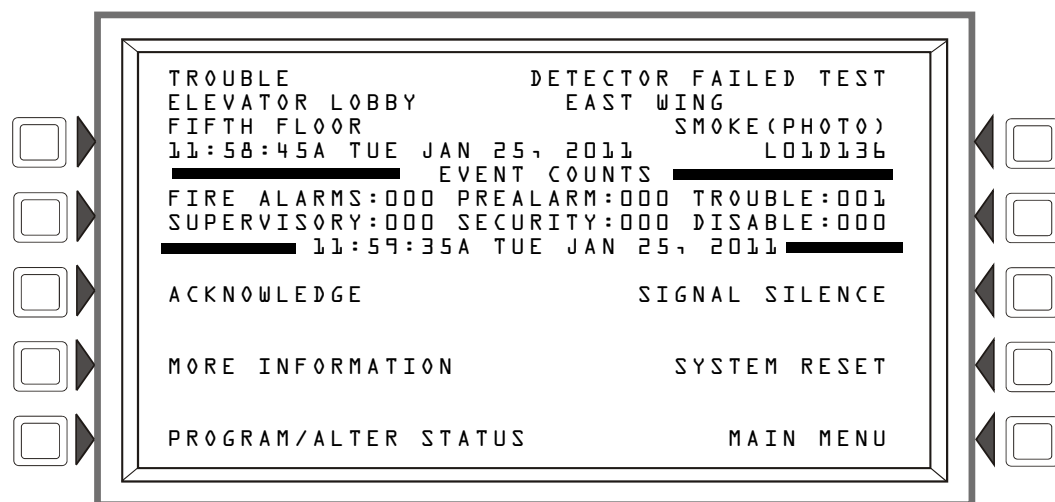 TROUBLE DETECTOR FAILED TEST
ELEVATOR LOBBY EAST WING
FIFTH FLOOR SMOKE(PHOTO)
11:58:45A TUE JAN 25, 2011 L01D136
EVENT COUNTS
FIRE ALARMS:000 PREALARM:000 TROUBLE:001
SUPERVISORY:000 SECURITY:000 DISABLE:000
11:59:35A TUE JAN 25, 2011
ACKNOWLEDGE SIGNAL SILENCE
MORE INFORMATION SYSTEM RESET
PROGRAM/ALTER STATUS MAIN MENU